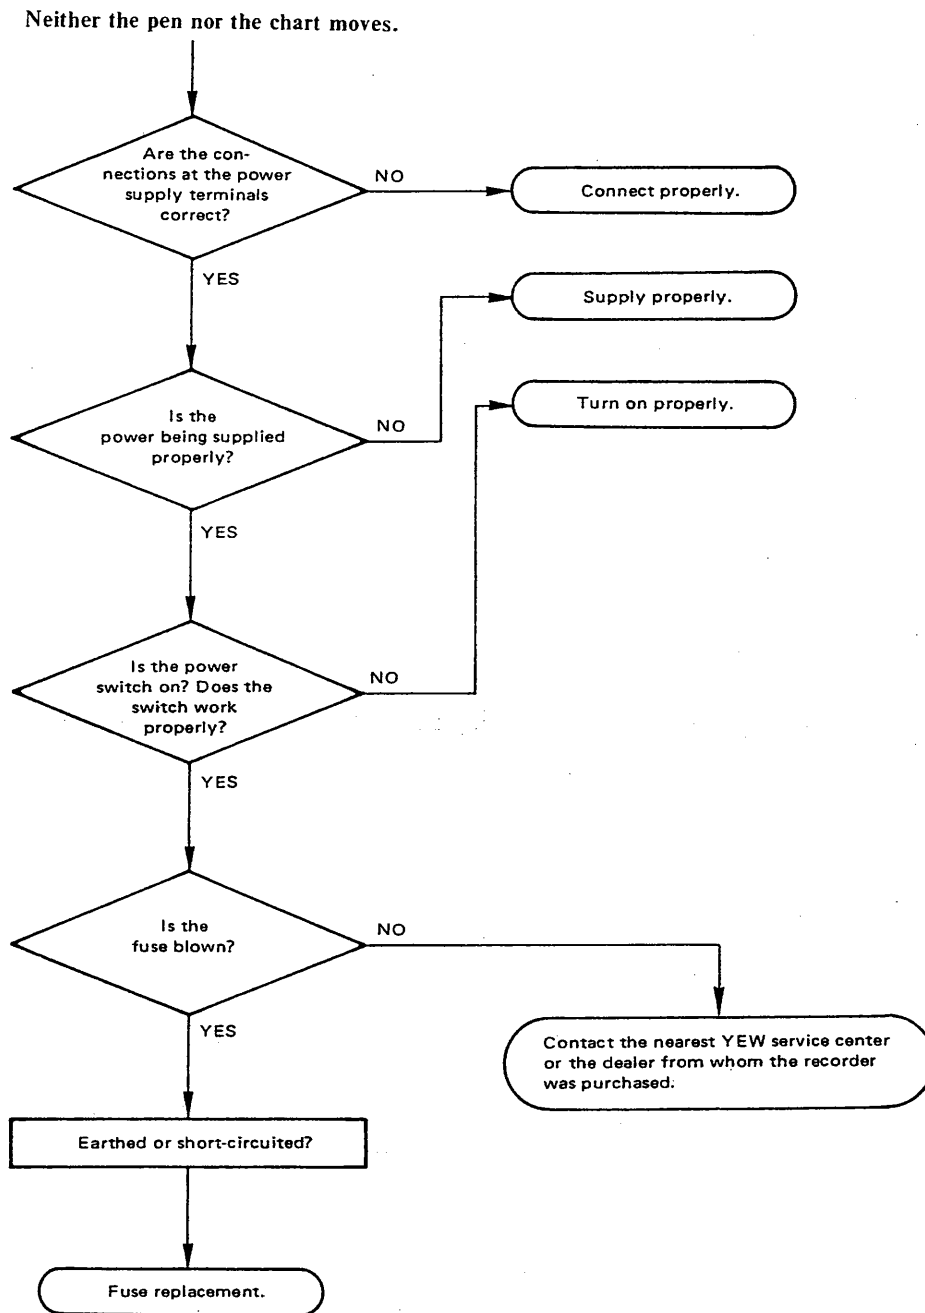 Neither the pen nor the chart moves.
Are the con-
nections at the power
supply terminals
correct?
NO
Connect properly.
YES
Supply properly.
Turn on properly.
Is the
power being supplied
properly?
NO
YES
Is the power
switch on? Does the
switch work
properly?
NO
YES
Is the
fuse blown?
NO
YES
Contact the nearest YEW service center
or the dealer from whom the recorder
was purchased.
Earthed or short-circuited?
Fuse replacement.